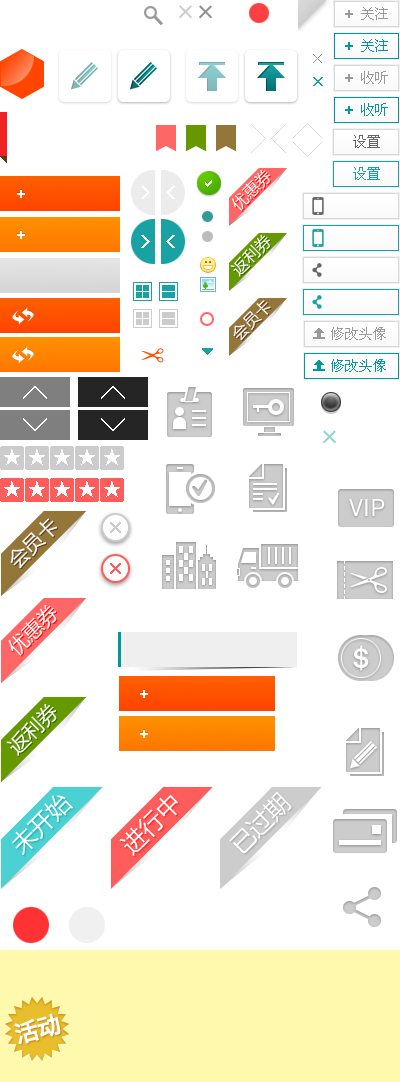 + 关注
+ 关注
+ 收听
+ 收听
设置
设置
优惠券
返利券
会员卡
修改头像
修改头像
会员卡
VIP
优惠券
$
返利券
未开始
进行中
已过期
活动